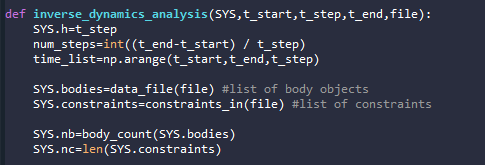 def inverse_dynamics_analysis(SYS,t_start,t_step,t_end,file):
SYS.h=t_step
num_steps=int((t_end-t_start) / t_step)
time_list=np.arange(t_start,t_end,t_step)
SYS.bodies=data_file(file) #list of body objects
SYS.constraints=constraints_in(file) #list of constraints
SYS.nb=body_count(SYS.bodies)
SYS.nc=len(SYS.constraints)